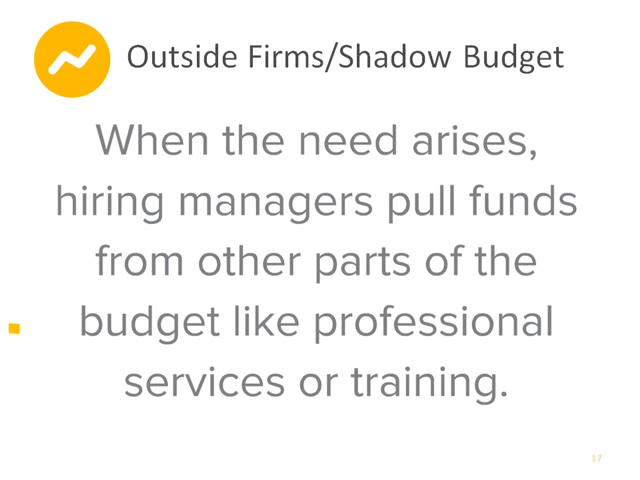 Outside Firms/Shadow Budget
When the need arises,
hiring managers pull funds
from other parts of the
budget like professional
services or training.
17